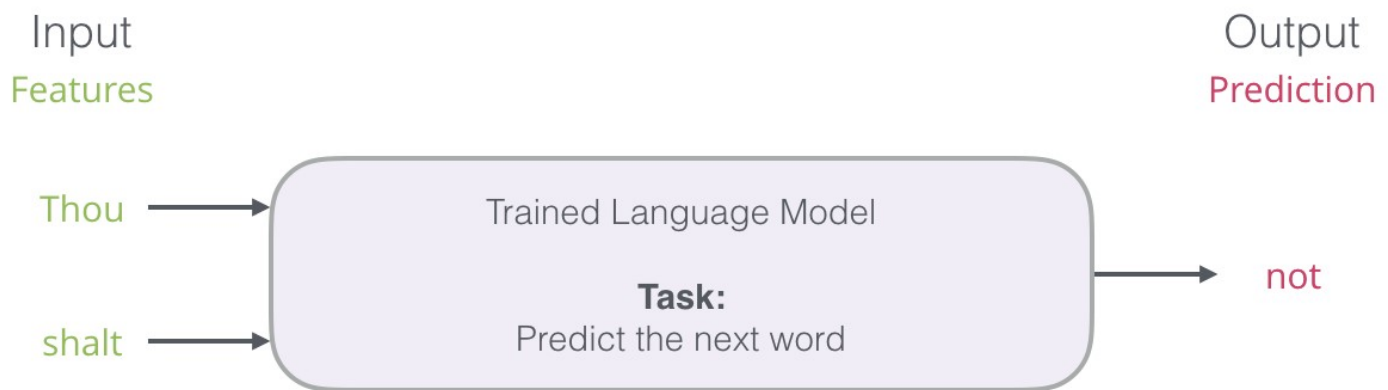 Input
Features
Output
Prediction
Thou
shalt
Trained Language Model
Task:
Predict the next word
not